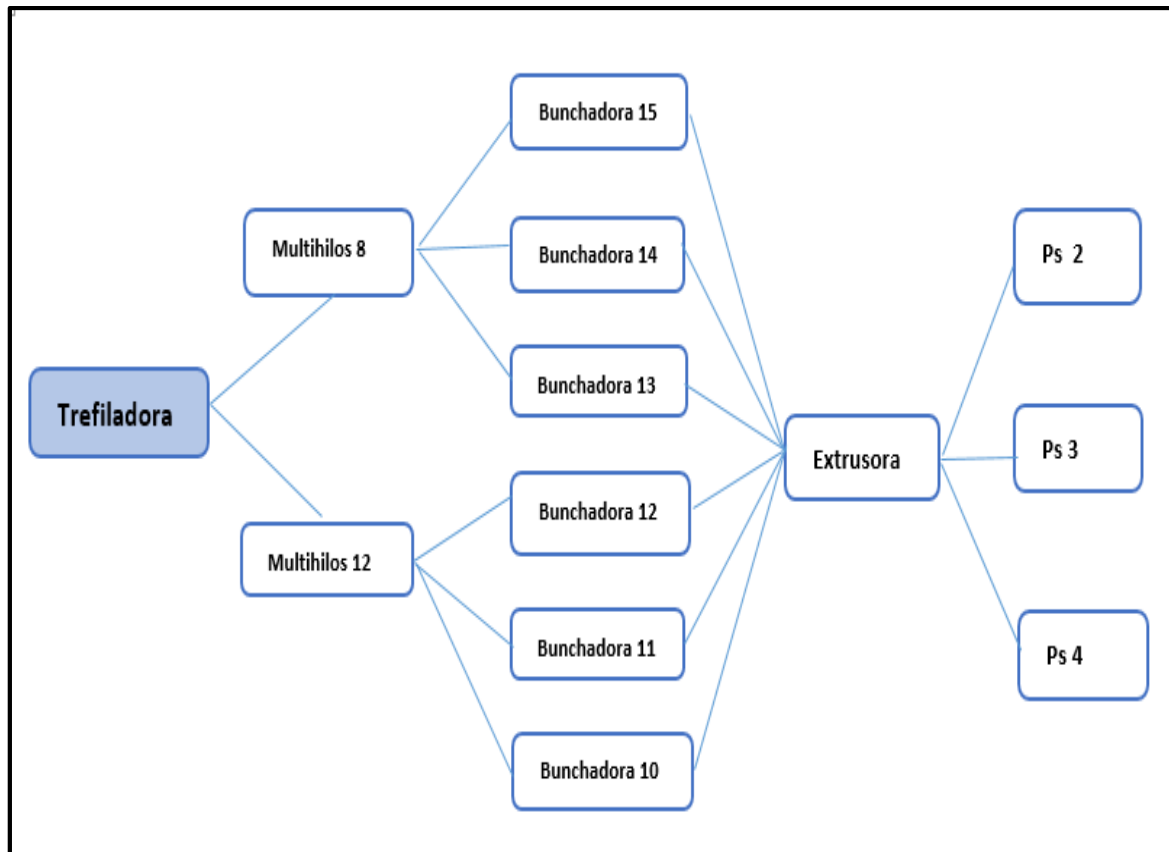 Trefiladora
Multihilos 8
Multihilos 12
Bunchadora 15
Bunchadora 14
Bunchadora 13
Bunchadora 12
Bunchadora 11
Bunchadora 10
Extrusora
Ps 2
Ps 3
Ps 4